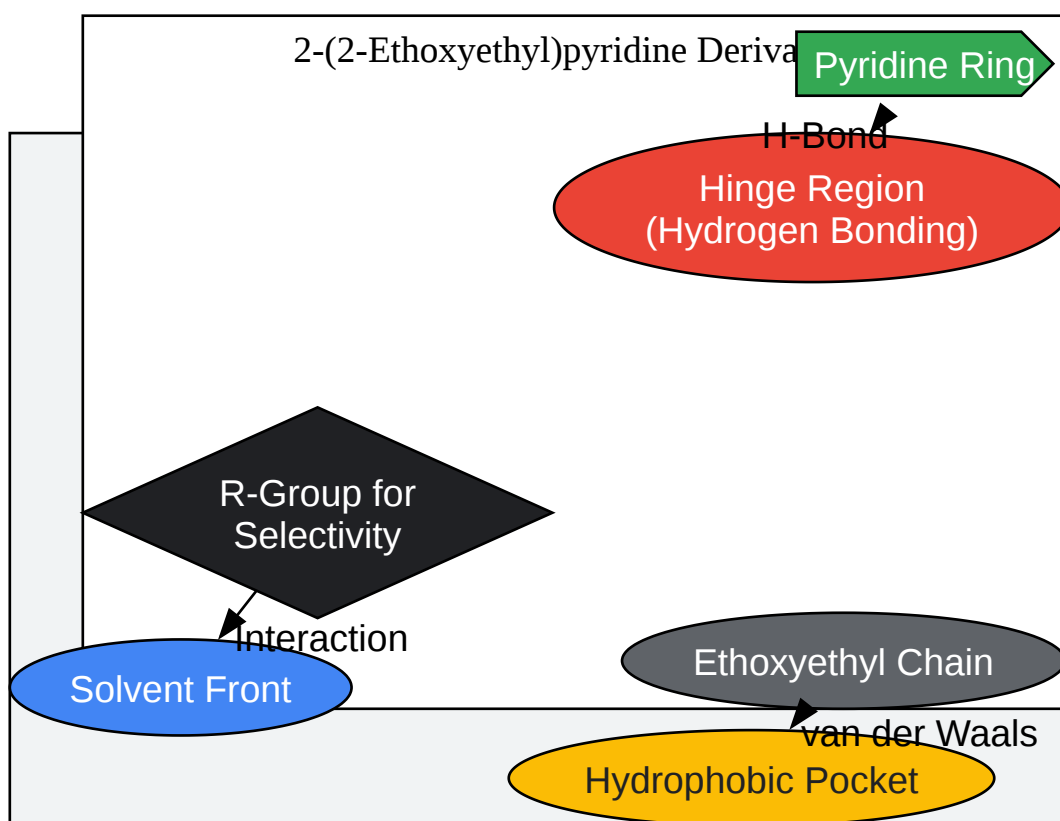 2-(2-Ethoxyethyl)pyridine Deriva
Pyridine Ring
H-Bond
Hinge Region
(Hydrogen Bonding)
R-Group for
Selectivity
Interaction
Solvent Front
Ethoxyethyl Chain
van der Waals
Hydrophobic Pocket